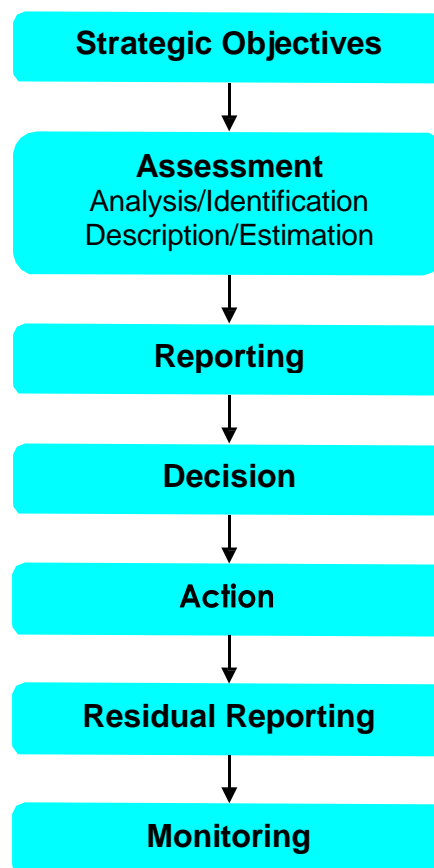 Strategic Objectives
Assessment
Analysis/Identification
Description/Estimation
Reporting
Decision
Action
Residual Reporting
Monitoring